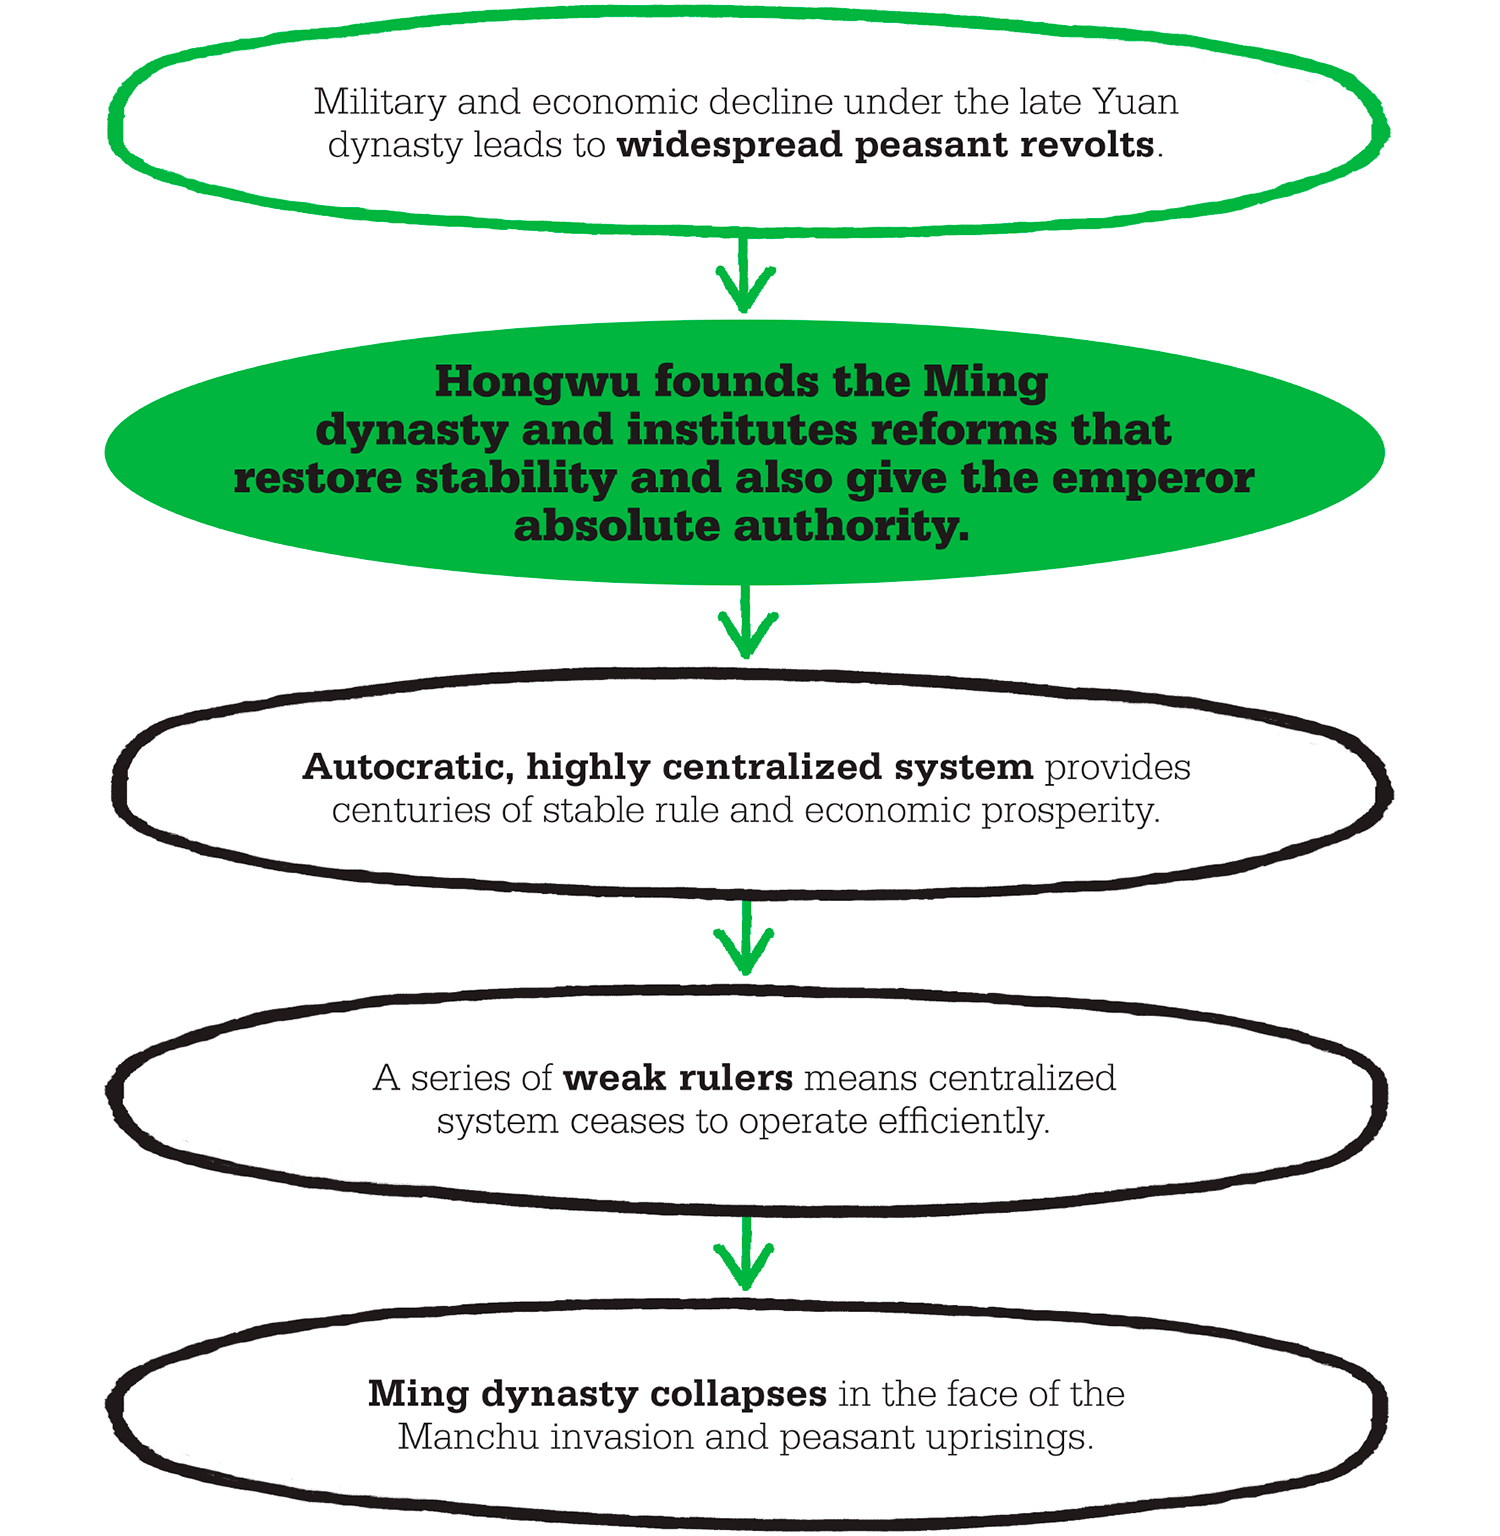 Military and economic decline under the late Yuan
dynasty leads to widespread peasant revolts.
Hongwu founds the Ming
dynasty and institutes reforms that
restore stability and also give the emperor
absolute authority.
Autocratic, highly centralized system provides
centuries of stable rule and economic prosperity.
A series of weak rulers means centralized
system ceases to operate efficiently.
Ming dynasty collapses in the face of the
Manchu invasion and peasant uprisings.